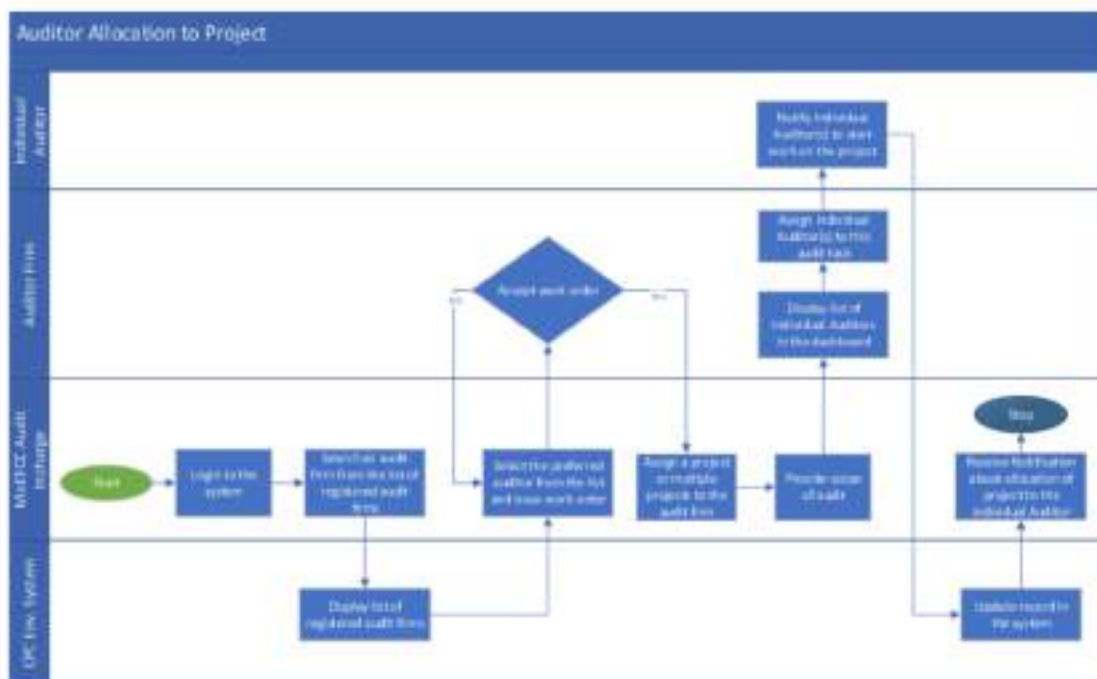 Auditor Allocation to Project
Individual
Auditor
Notify Individual
Auditor(s) to start
work on the project
Auditor Firm
Assign Individual
Auditor(s) to the
audit task
Accept work order
No
Yes
Display list of
Individual Auditors
in the dashboard
MoEFCC Audit
Incharge
Start
Login to the
system
firm from the list of
registered audit
firms
Select the preferred
auditor from the list
and issue work order
Assign a project
or multiple
projects to the
audit firm
Provide scope
of audit
Stop
Receive Notification
about allocation of
project to the
Individual Auditor
System
Display list of
registered audit firms
Update record in
the system